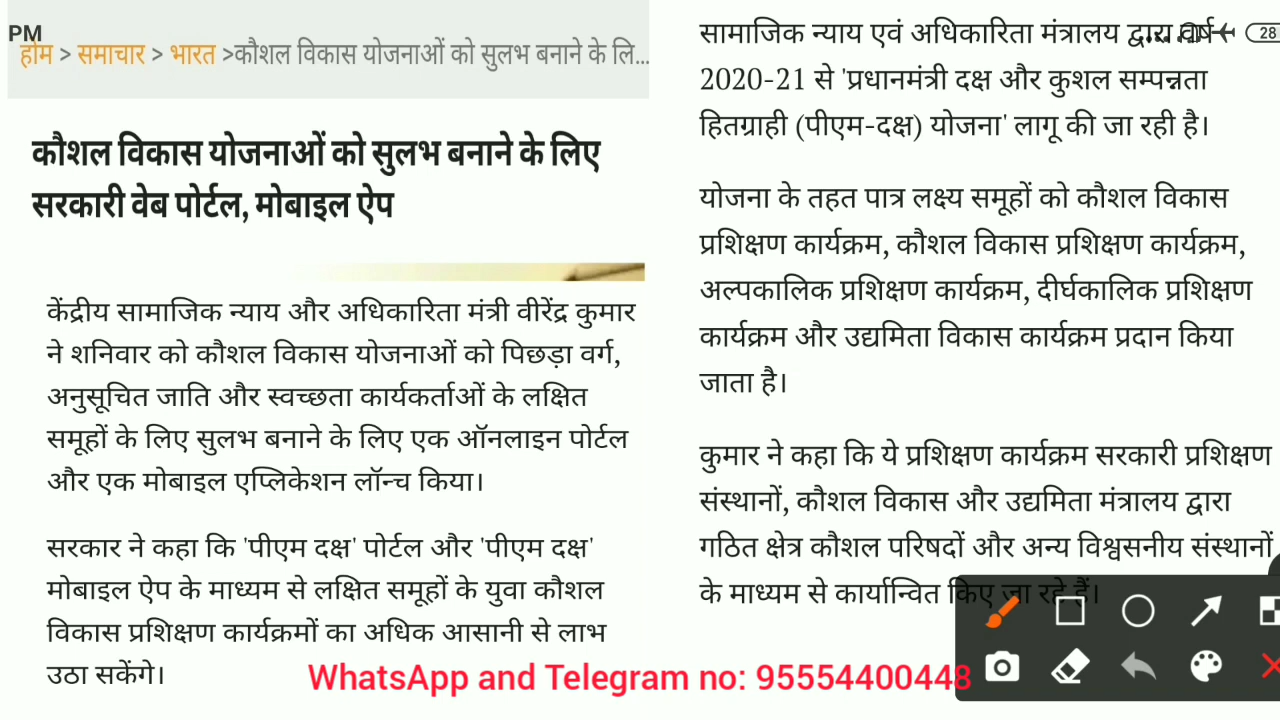 PM
होम > समाचार > भारत >कौशल विकास योजनाओं को सुलभ बनाने के लि...
कौशल विकास योजनाओं को सुलभ बनाने के लिए
सरकारी वेब पोर्टल, मोबाइल ऐप
केंद्रीय सामाजिक न्याय और अधिकारिता मंत्री वीरेंद्र कुमार
ने शनिवार को कौशल विकास योजनाओं को पिछड़ा वर्ग,
अनुसूचित जाति और स्वच्छता कार्यकर्ताओं के लक्षित
समूहों के लिए सुलभ बनाने के लिए एक ऑनलाइन पोर्टल
और एक मोबाइल एप्लिकेशन लॉन्च किया।
सरकार ने कहा कि 'पीएम दक्ष' पोर्टल और 'पीएम दक्ष'
मोबाइल ऐप के माध्यम से लक्षित समूहों के युवा कौशल
विकास प्रशिक्षण कार्यक्रमों का अधिक आसानी से लाभ
उठा सकेंगे।
सामाजिक न्याय एवं अधिकारिता मंत्रालय द्वारा वर्ष
28
2020-21 से 'प्रधानमंत्री दक्ष और कुशल सम्पन्नता
हितग्राही (पीएम-दक्ष) योजना' लागू की जा रही है।
योजना के तहत पात्र लक्ष्य समूहों को कौशल विकास
प्रशिक्षण कार्यक्रम, कौशल विकास प्रशिक्षण कार्यक्रम,
अल्पकालिक प्रशिक्षण कार्यक्रम, दीर्घकालिक प्रशिक्षण
कार्यक्रम और उद्यमिता विकास कार्यक्रम प्रदान किया
जाता है।
कुमार ने कहा कि ये प्रशिक्षण कार्यक्रम सरकारी प्रशिक्षण
संस्थानों, कौशल विकास और उद्यमिता मंत्रालय द्वारा
गठित क्षेत्र कौशल परिषदों और अन्य विश्वसनीय संस्थानों
के माध्यम से कार्यान्वित किए जा रहे हैं।
WhatsApp and Telegram no: 95554400448